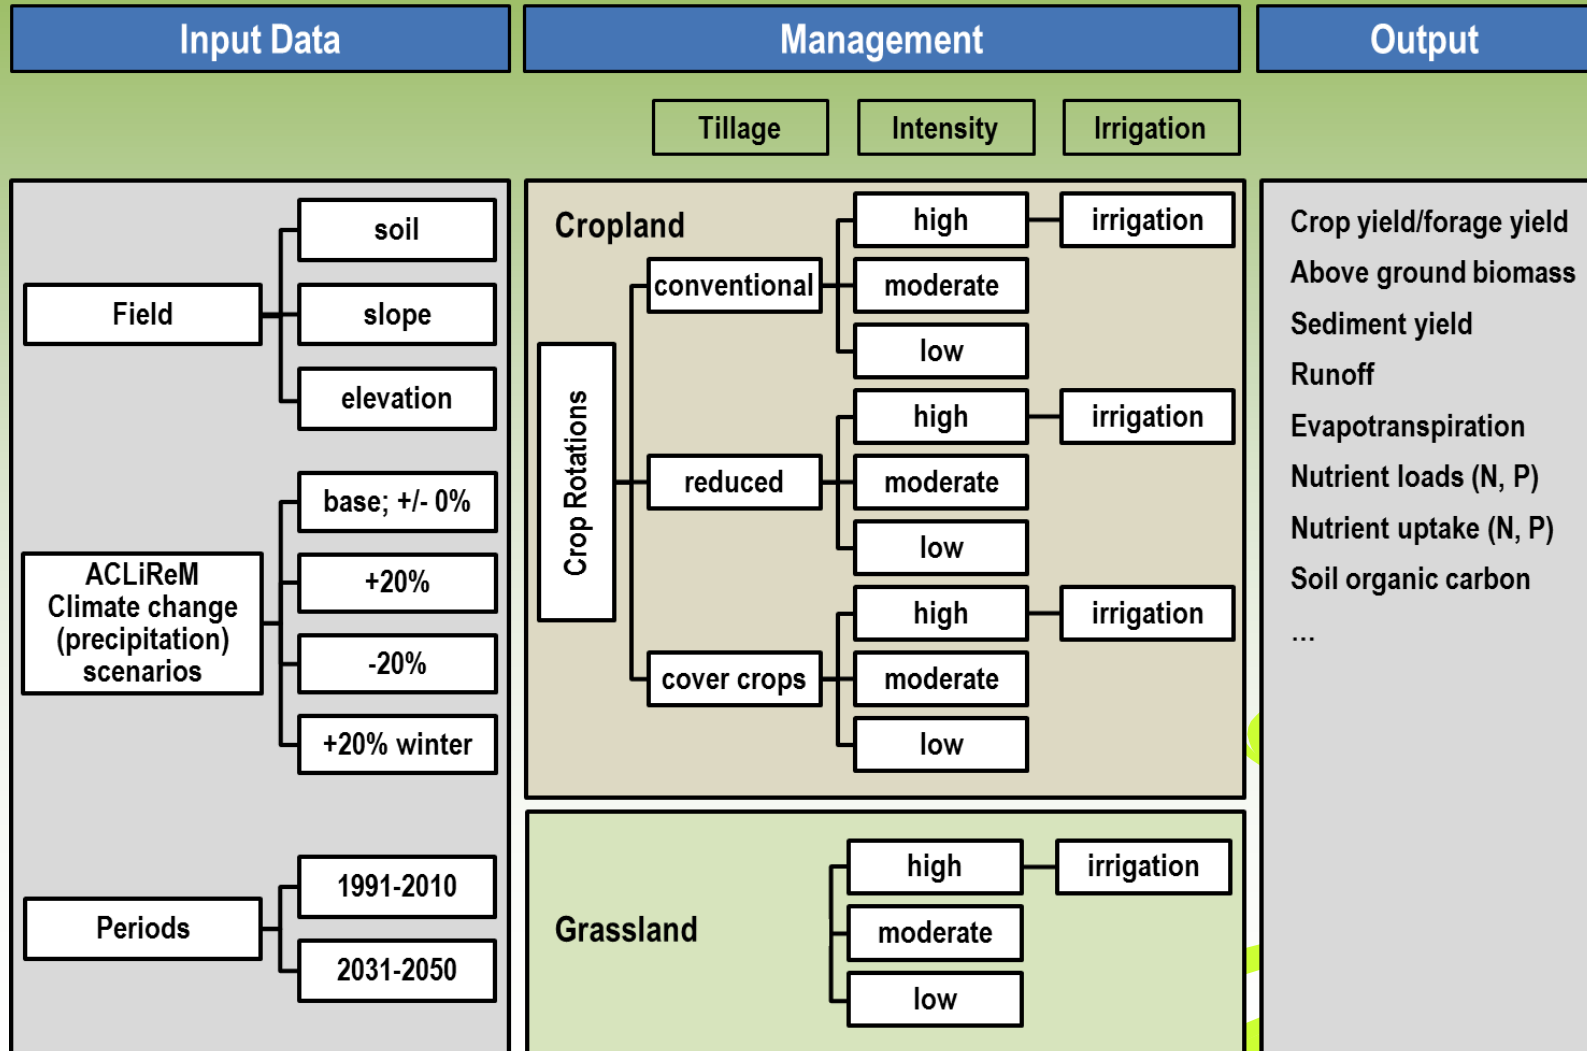 Input Data
Management
Output
Tillage
Intensity
Irrigation
Field
soil
slope
elevation
ACLiReM
Climate change
(precipitation)
scenarios
base; +/- 0%
+20%
-20%
+20% winter
Periods
1991-2010
2031-2050
Cropland
Crop Rotations
conventional
high
irrigation
moderate
low
reduced
high
irrigation
moderate
low
cover crops
high
irrigation
moderate
low
Grassland
high
irrigation
moderate
low
Crop yield/forage yield
Above ground biomass
Sediment yield
Runoff
Evapotranspiration
Nutrient loads (N, P)
Nutrient uptake (N, P)
Soil organic carbon
...